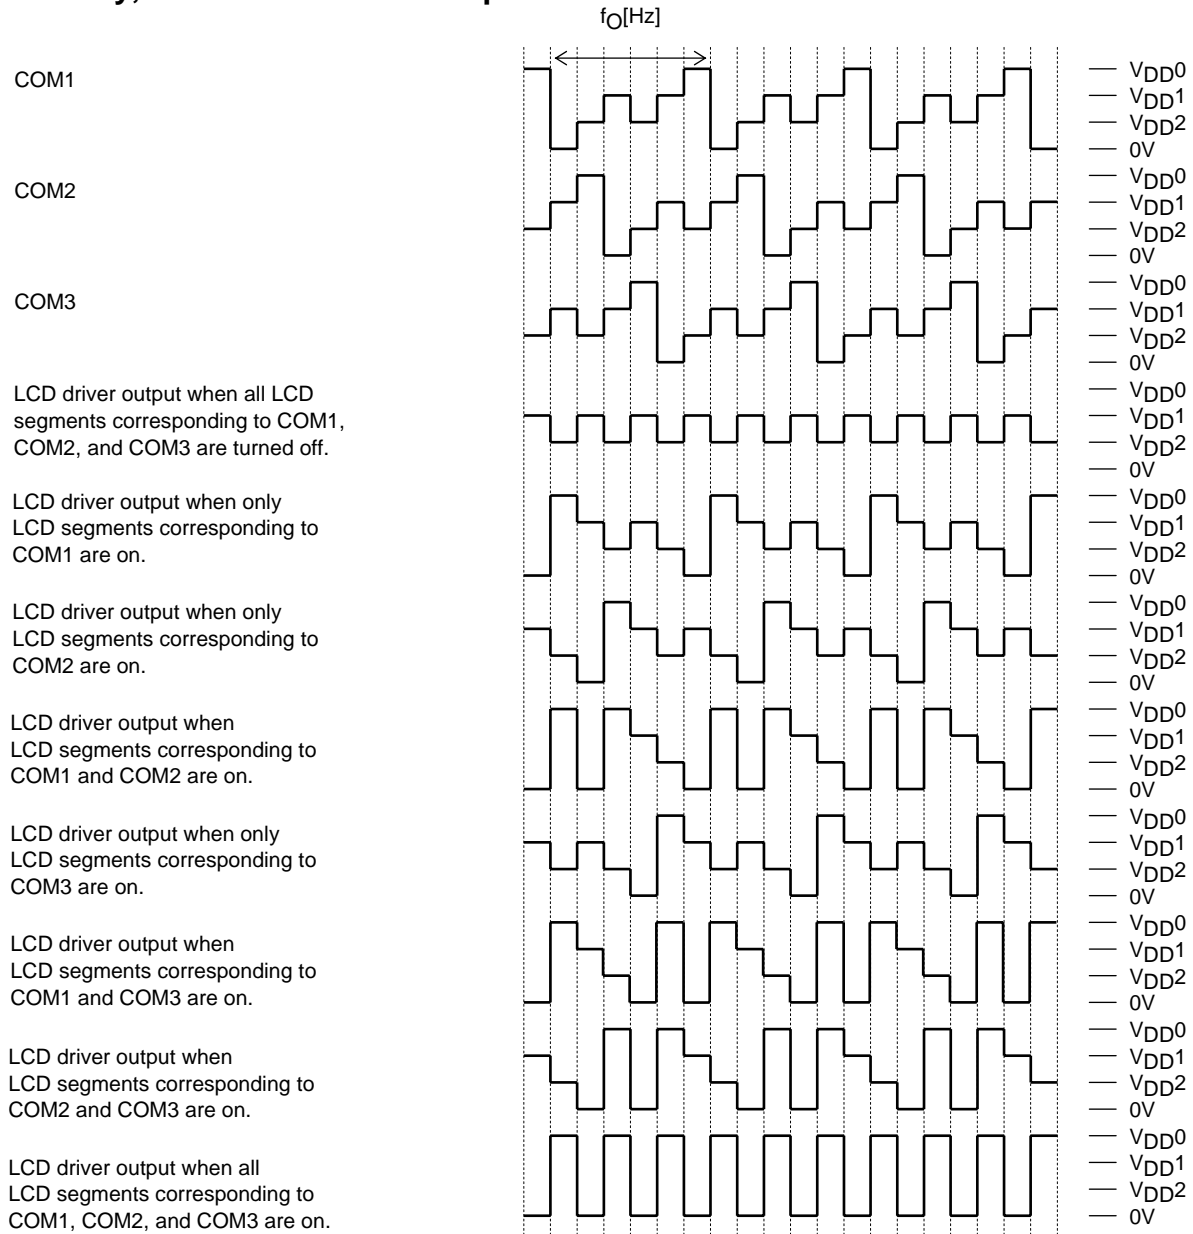 fO[Hz]
COM1
VDD0
VDD1
VDD2
0V
COM2
VDD0
VDD1
VDD2
0V
COM3
VDD0
VDD1
VDD2
0V
LCD driver output when all LCD
segments corresponding to COM1,
COM2, and COM3 are turned off.
VDD0
VDD1
VDD2
0V
LCD driver output when only
LCD segments corresponding to
COM1 are on.
VDD0
VDD1
VDD2
0V
LCD driver output when only
LCD segments corresponding to
COM2 are on.
VDD0
VDD1
VDD2
0V
LCD driver output when
LCD segments corresponding to
COM1 and COM2 are on.
VDD0
VDD1
VDD2
0V
LCD driver output when only
LCD segments corresponding to
COM3 are on.
VDD0
VDD1
VDD2
0V
LCD driver output when
LCD segments corresponding to
COM1 and COM3 are on.
VDD0
VDD1
VDD2
0V
LCD driver output when
LCD segments corresponding to
COM2 and COM3 are on.
VDD0
VDD1
VDD2
0V
LCD driver output when all
LCD segments corresponding to
COM1, COM2, and COM3 are on.
VDD0
VDD1
VDD2
0V